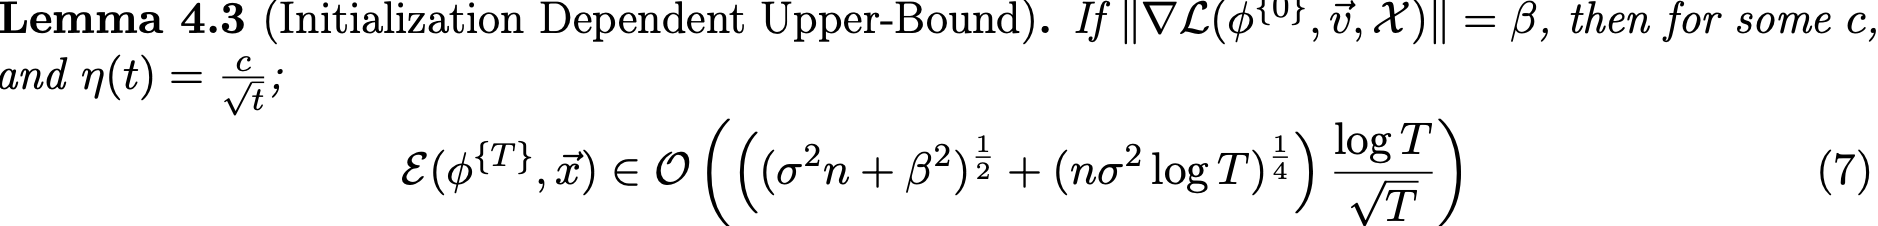 Lemma 4.3 (Initialization Dependent Upper-Bound). If ‖∇ℒ(ϕ^{{0}}, v⃗, 𝒳)‖ = β, then for some c,
and η(t) = c/√t;
ℰ(ϕ^{{T}}, x⃗) ∈ 𝒪(((σ²n + β²)^{1/2} + (nσ² log T)^{1/4}) log T/√T) (7)